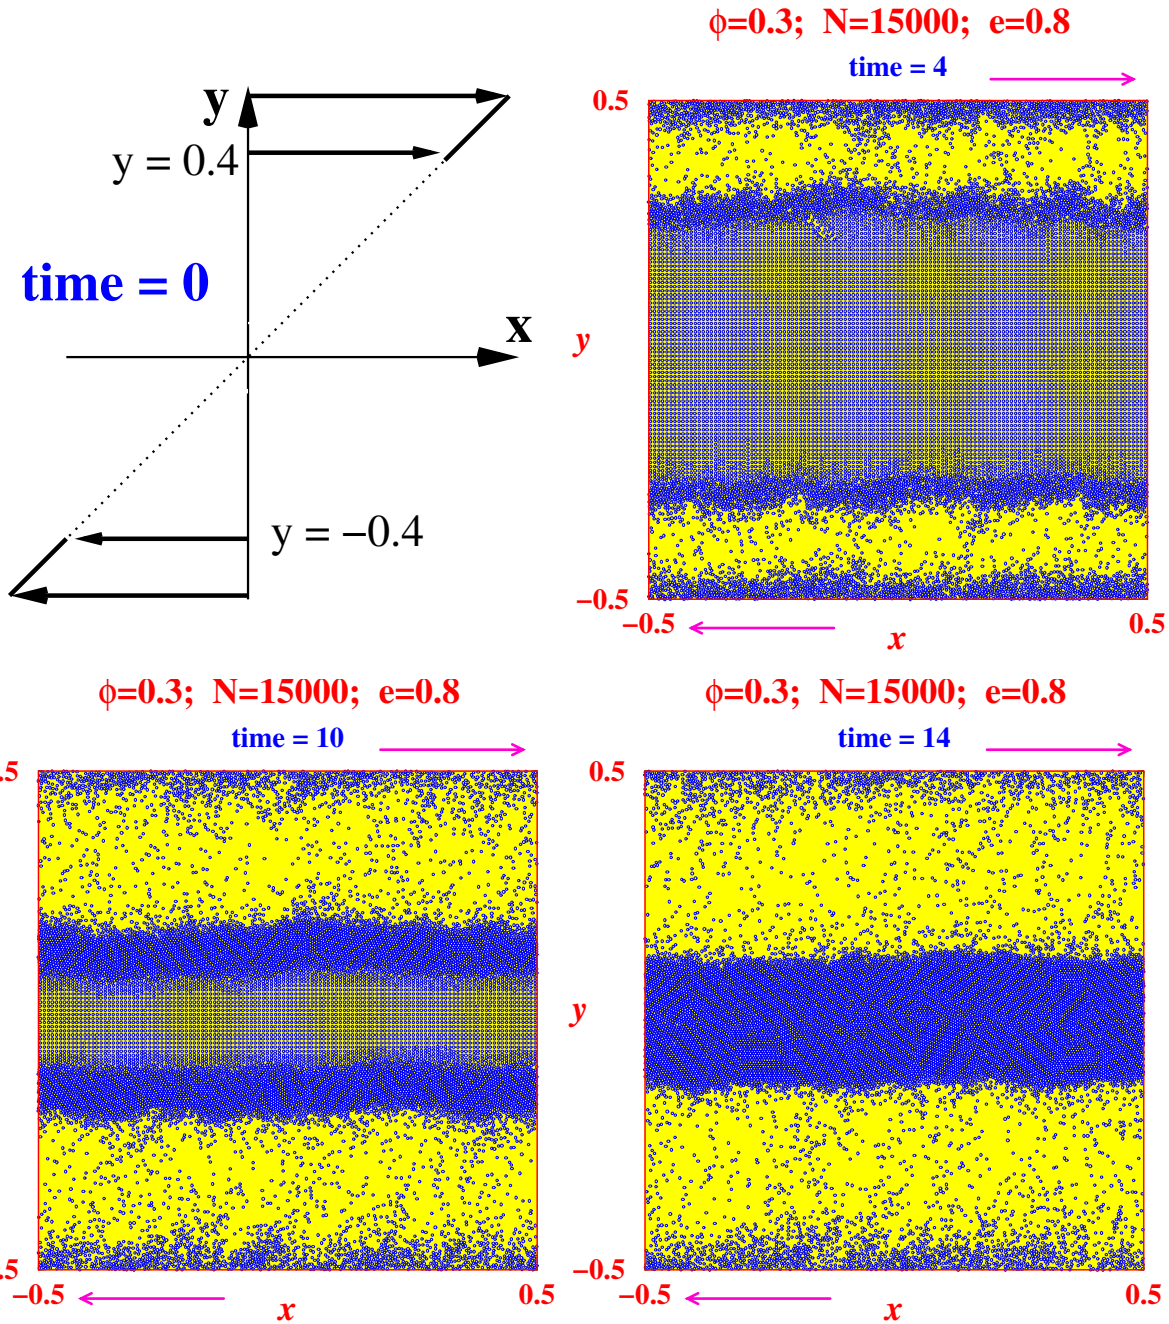 y
y = 0.4
time = 0
x
y = −0.4
ϕ=0.3; N=15000; e=0.8
time = 4
0.5
y
−0.5
−0.5
x
0.5
ϕ=0.3; N=15000; e=0.8
time = 10
.5
.5
−0.5
x
0.5
ϕ=0.3; N=15000; e=0.8
time = 14
0.5
y
−0.5
−0.5
x
0.5